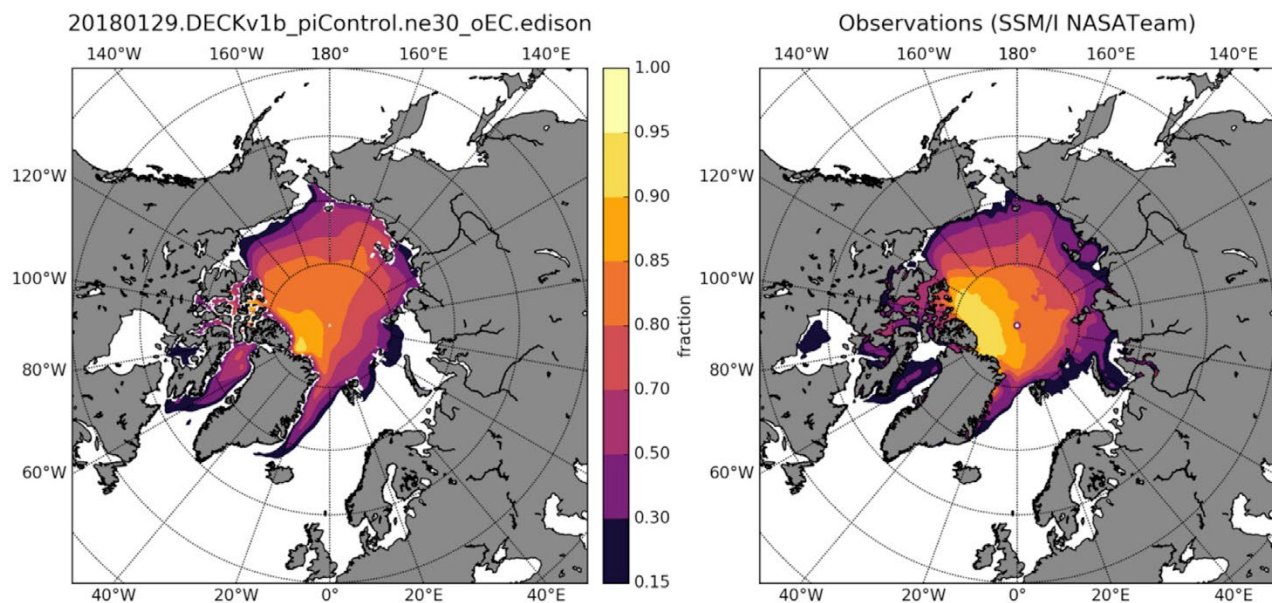 20180129.DECKv1b_piControl.ne30_oEC.edison
140°W 160°W 180° 160°E 140°E
120°W
100°W
80°W
60°W
40°W 20°W 0° 20°E 40°E
1.00
0.95
0.90
0.85
0.80
0.70
0.50
0.30
0.15
fraction
Observations (SSM/I NASATeam)
140°W 160°W 180° 160°E 140°E
120°W
100°W
80°W
60°W
40°W 20°W 0° 20°E 40°E